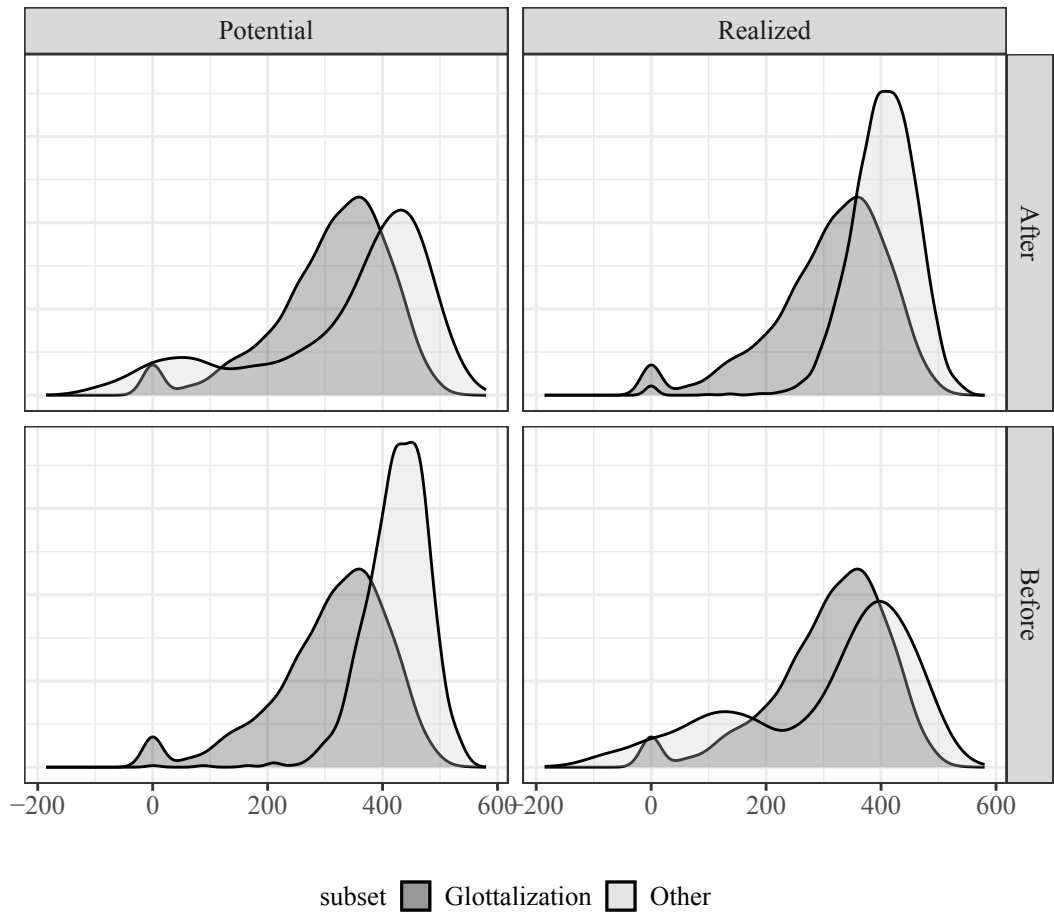 Potential Realized
After
Before
−200 0 200 400 600 −200 0 200 400 600
subset Glottalization Other